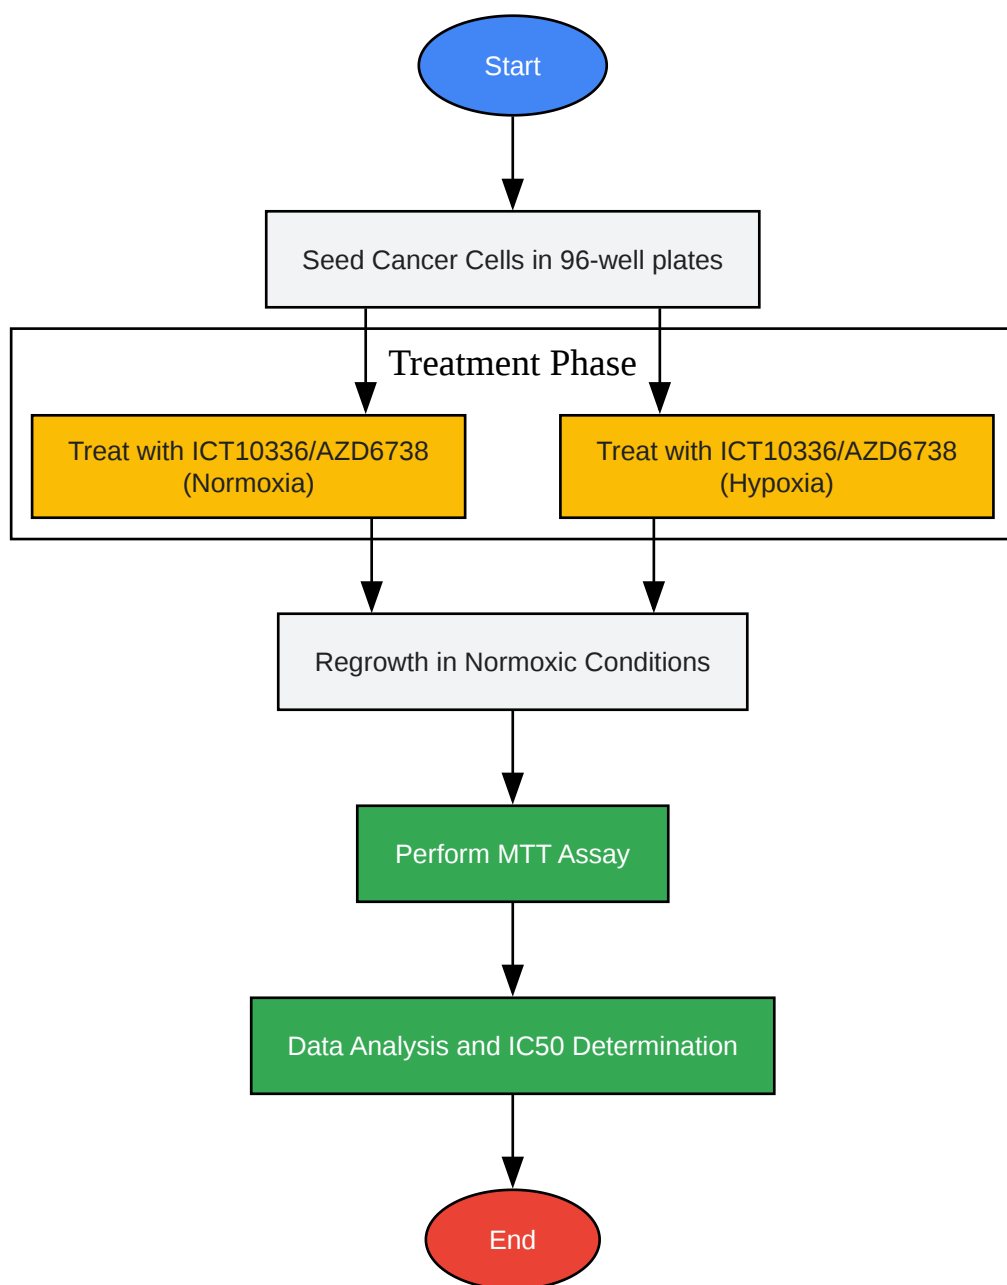 Start
Seed Cancer Cells in 96-well plates
Treatment Phase
Treat with ICT10336/AZD6738
(Normoxia)
Treat with ICT10336/AZD6738
(Hypoxia)
Regrowth in Normoxic Conditions
Perform MTT Assay
Data Analysis and IC50 Determination
End